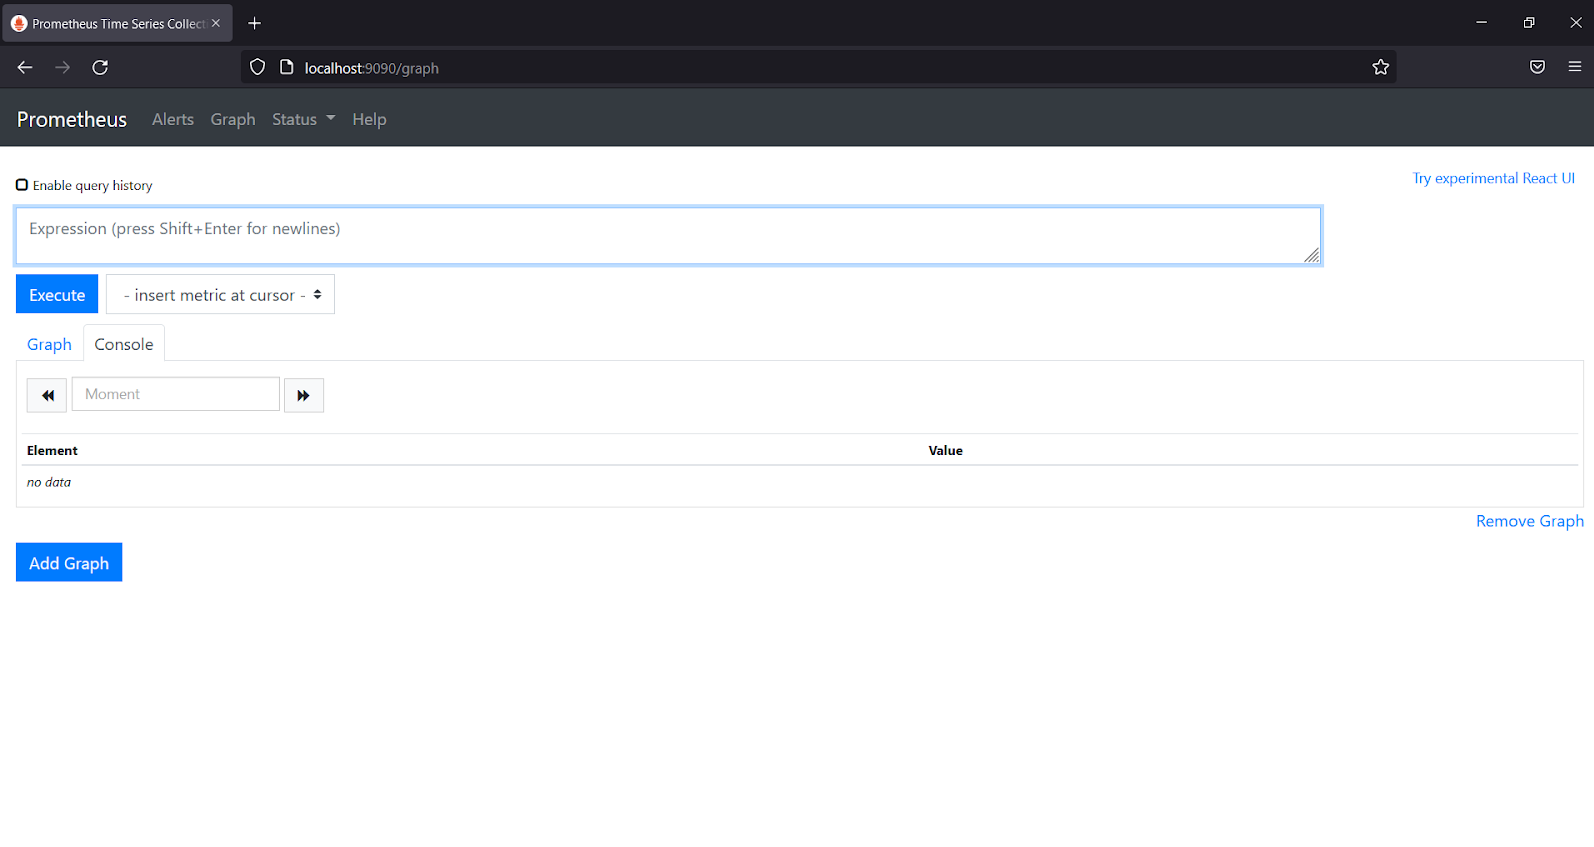 Prometheus Time Series Collect
localhost:9090/graph
Prometheus Alerts Graph Status Help
Enable query history
Try experimental React UI
Expression (press Shift+Enter for newlines)
Execute - insert metric at cursor -
Graph Console
Moment
Element Value
no data
Remove Graph
Add Graph